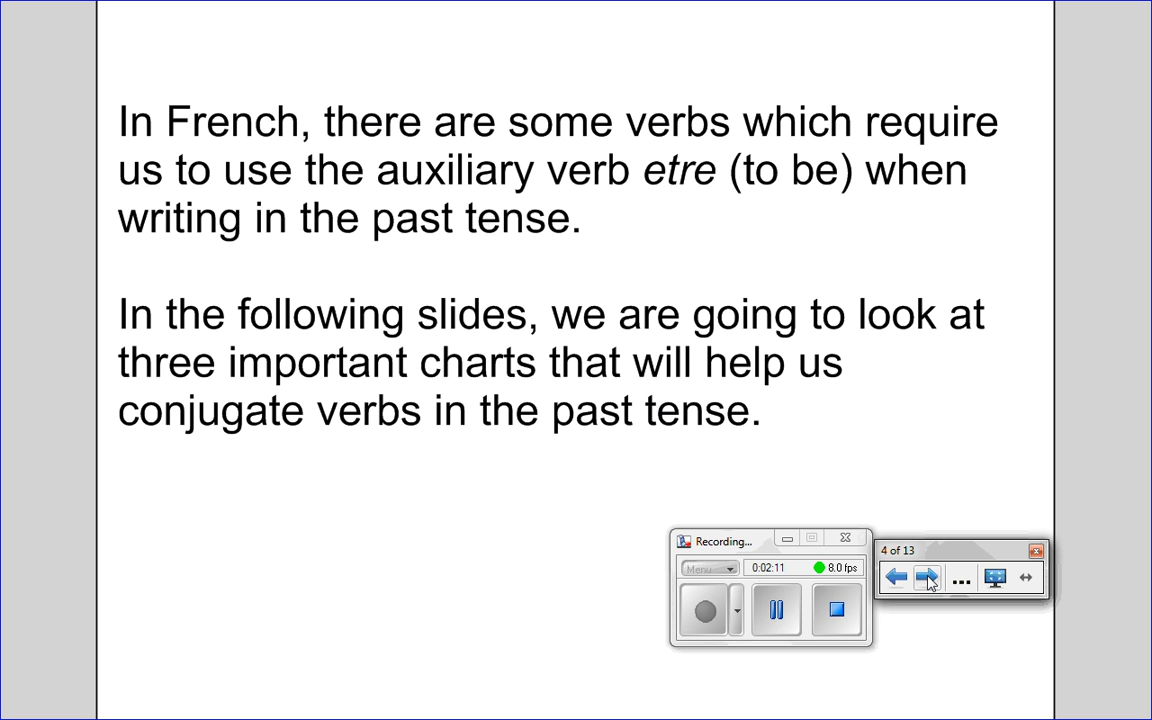 In French, there are some verbs which require
us to use the auxiliary verb etre (to be) when
writing in the past tense.
In the following slides, we are going to look at
three important charts that will help us
conjugate verbs in the past tense.
Recording...
Menu
0:02:11
8.0 fps
4 of 13
...